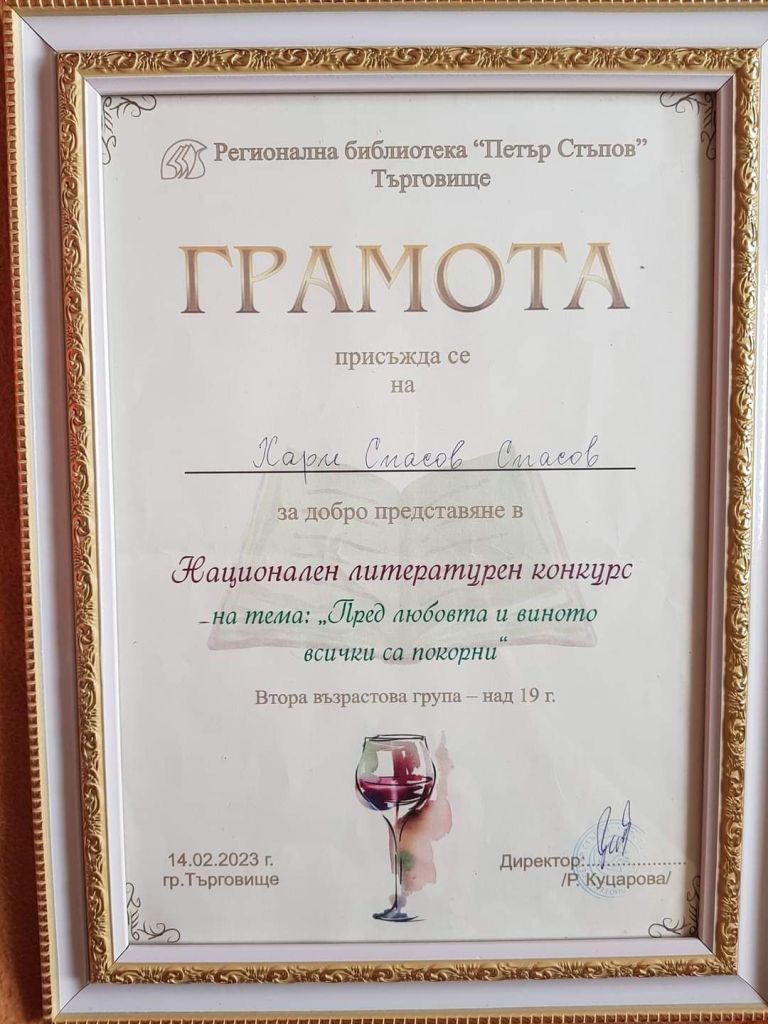 Регионална библиотека “Петър Стъпов”
Търговище
ГРАМОТА
присъжда се
на
Карм Спасов Спасов
за добро представяне в
Национален литературен конкурс
на тема: „Пред любовта и виното
всички са покорни“
Втора възрастова група – над 19 г.
14.02.2023 г.
гр.Търговище
Директор:......................
/Р. Куцарова/